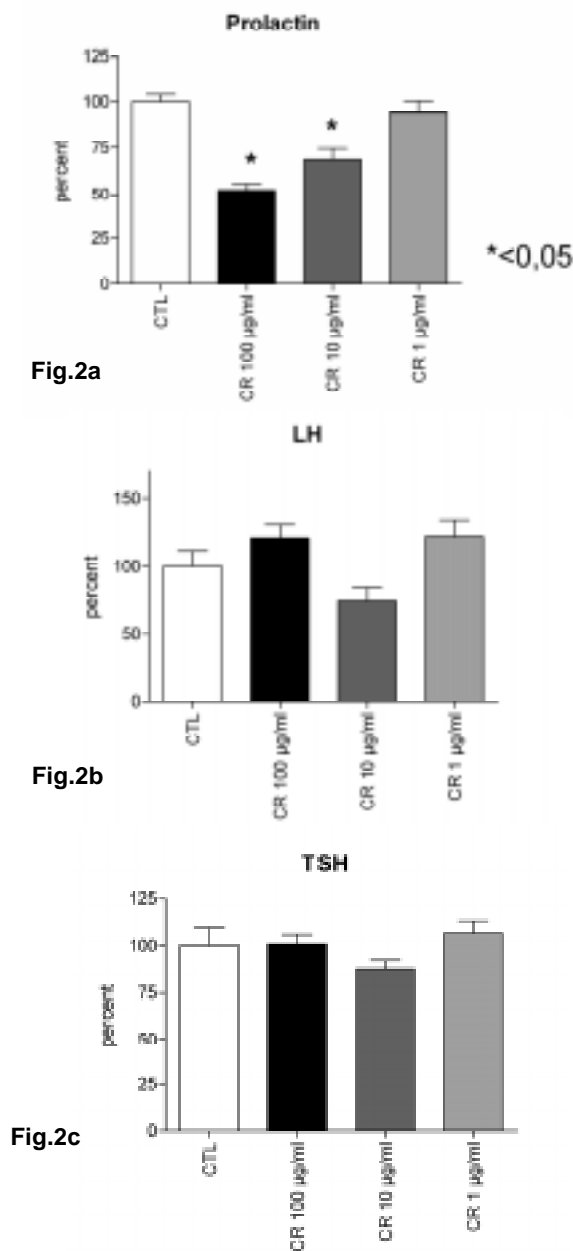 Prolactin
125
100
75
50
25
0
percent
* *
*<0,05
CTL
CR 100 µg/ml
CR 10 µg/ml
CR 1 µg/ml
Fig.2a
LH
150
100
50
0
percent
CTL
CR 100 µg/ml
CR 10 µg/ml
CR 1 µg/ml
Fig.2b
TSH
125
100
75
50
25
0
percent
CTL
CR 100 µg/ml
CR 10 µg/ml
CR 1 µg/ml
Fig.2c